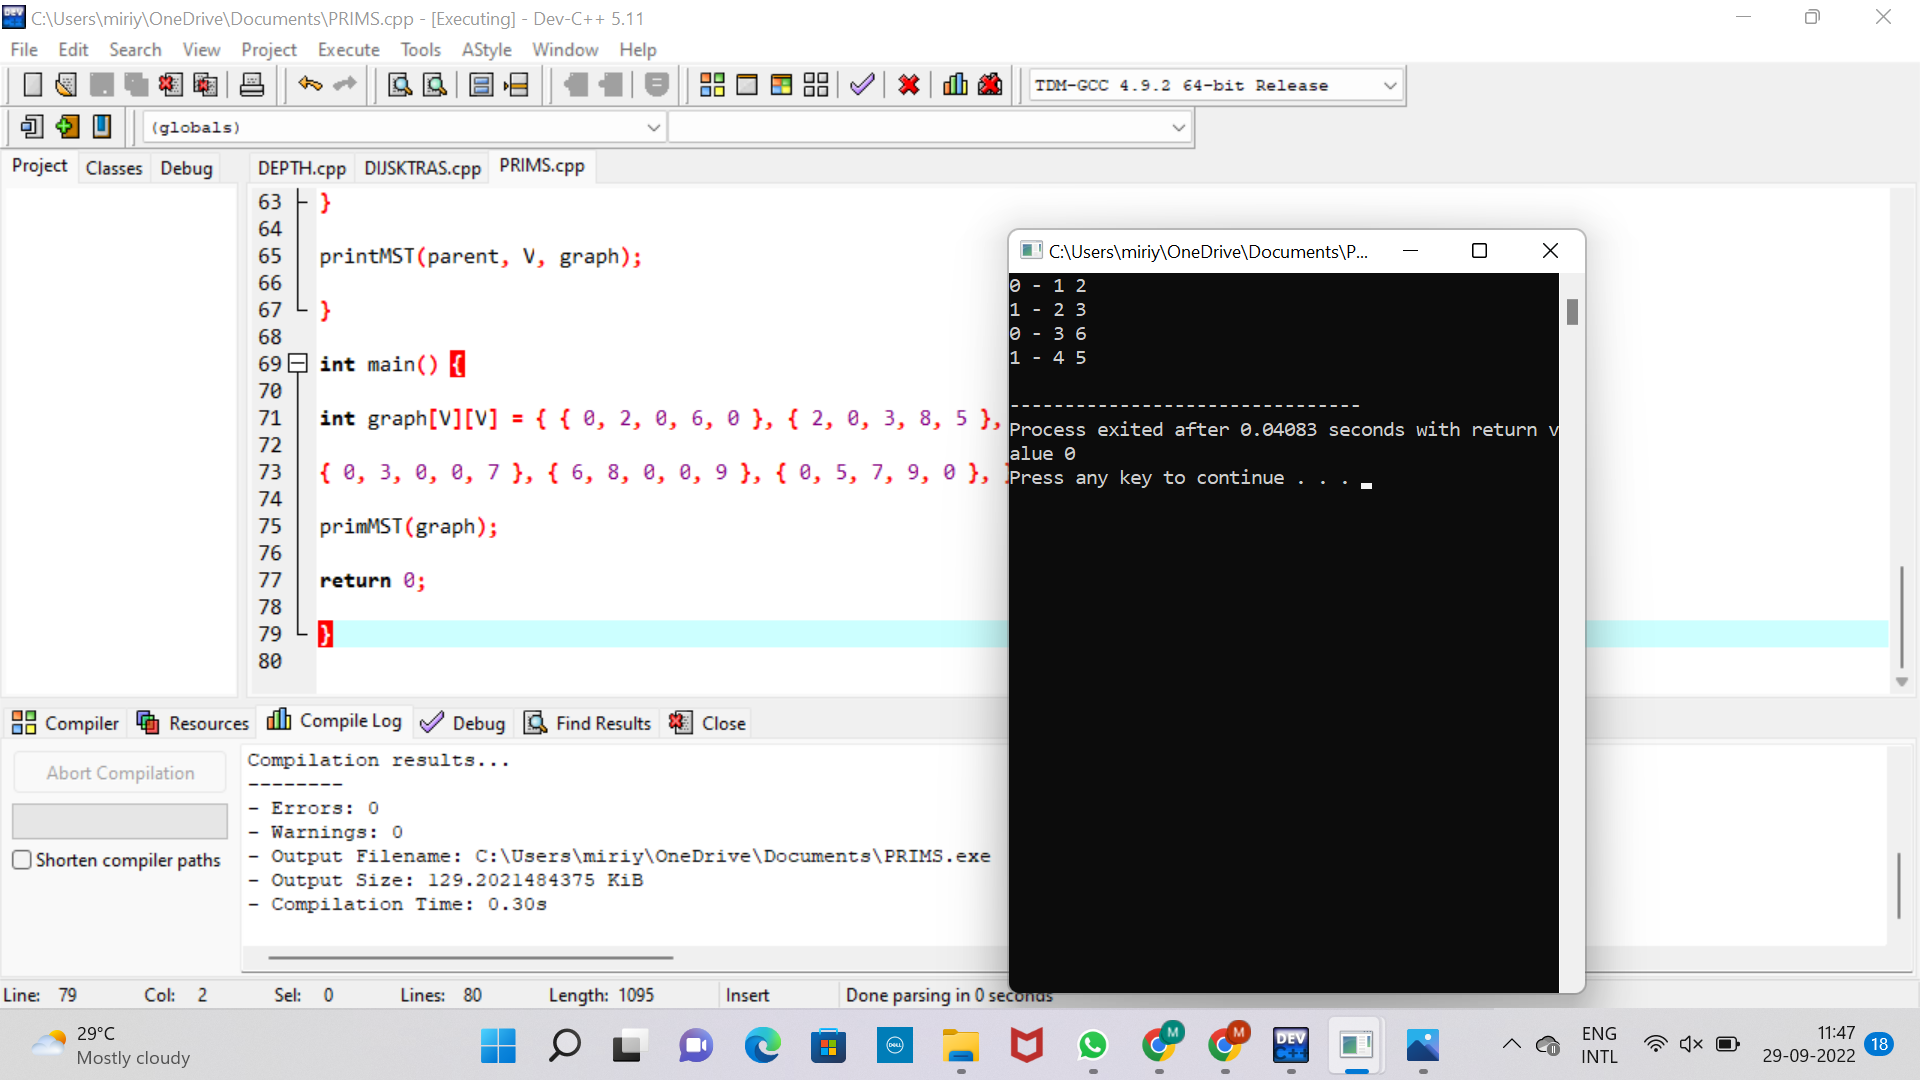 C:\Users\miriy\OneDrive\Documents\PRIMS.cpp - [Executing] - Dev-C++ 5.11
File Edit Search View Project Execute Tools AStyle Window Help
TDM-GCC 4.9.2 64-bit Release
(globals)
Project Classes Debug
DEPTH.cpp DIJSKTRAS.cpp PRIMS.cpp
63 }
64
65 printMST(parent, V, graph);
66
67 }
68
69 int main() {
70
71 int graph[V][V] = { { 0, 2, 0, 6, 0 }, { 2, 0, 3, 8, 5 },
72
73 { 0, 3, 0, 0, 7 }, { 6, 8, 0, 0, 9 }, { 0, 5, 7, 9, 0 }, }
74
75 primMST(graph);
76
77 return 0;
78
79 }
80
C:\Users\miriy\OneDrive\Documents\P...
0 - 1 2
1 - 2 3
0 - 3 6
1 - 4 5
--------------------------------
Process exited after 0.04083 seconds with return v
alue 0
Press any key to continue . . .
Compiler Resources Compile Log Debug Find Results Close
Abort Compilation
Shorten compiler paths
Compilation results...
--------
- Errors: 0
- Warnings: 0
- Output Filename: C:\Users\miriy\OneDrive\Documents\PRIMS.exe
- Output Size: 129.2021484375 KiB
- Compilation Time: 0.30s
Line: 79 Col: 2 Sel: 0 Lines: 80 Length: 1095 Insert Done parsing in 0 seconds
29°C
Mostly cloudy
DELL
M
M
DEV
C++
ENG
INTL
11:47
29-09-2022
18